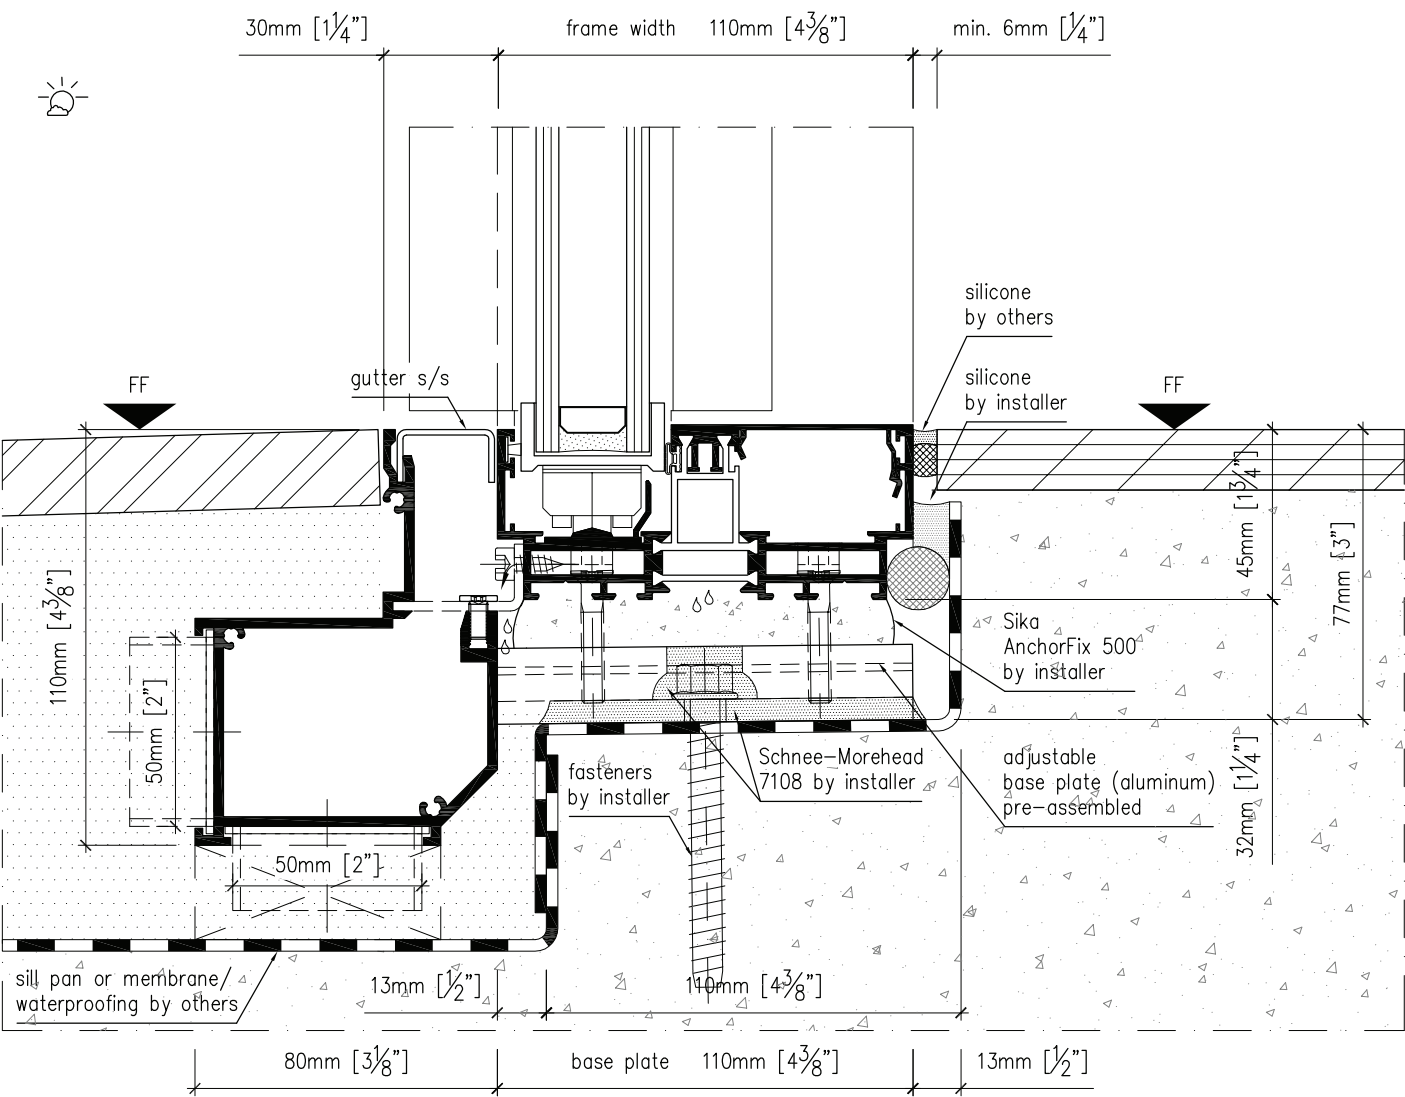 30mm [1¼"]
frame width 110mm [4⅜"]
min. 6mm [¼"]
silicone
by others
FF
gutter s/s
silicone
by installer
FF
45mm [1¾"]
77mm [3"]
110mm [4⅜"]
Sika
AnchorFix 500
by installer
50mm [2"]
fasteners
by installer
Schnee-Morehead
7108 by installer
adjustable
base plate (aluminum)
pre-assembled
32mm [1¼"]
50mm [2"]
sill pan or membrane/
waterproofing by others
13mm [½"]
110mm [4⅜"]
80mm [3⅛"]
base plate 110mm [4⅜"]
13mm [½"]